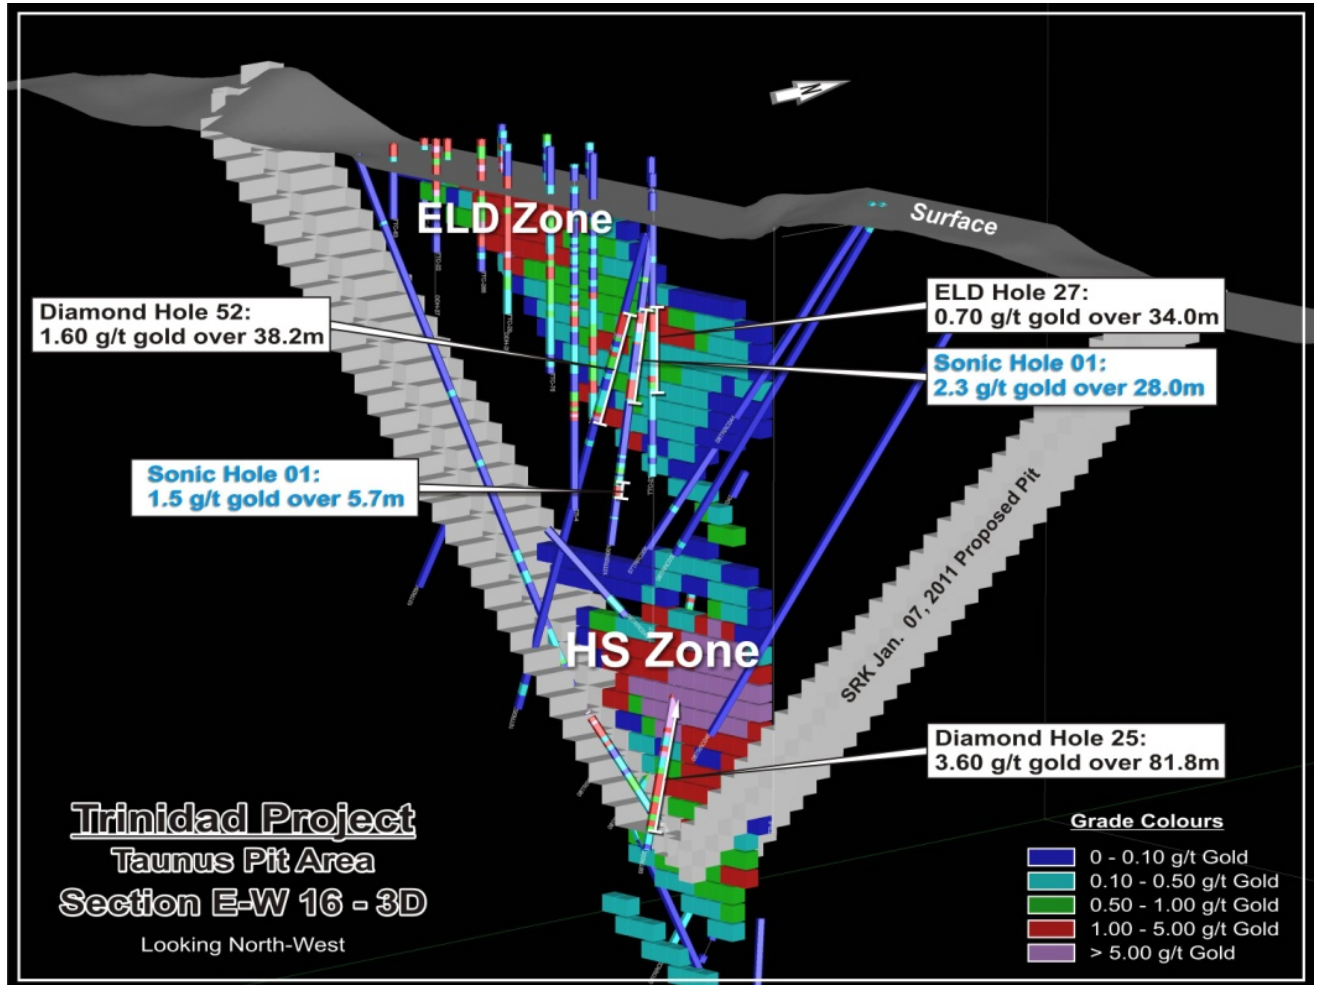 N
Surface
ELD Zone
Diamond Hole 52:
1.60 g/t gold over 38.2m
ELD Hole 27:
0.70 g/t gold over 34.0m
Sonic Hole 01:
2.3 g/t gold over 28.0m
Sonic Hole 01:
1.5 g/t gold over 5.7m
SRK Jan. 07, 2011 Proposed Pit
HS Zone
Diamond Hole 25:
3.60 g/t gold over 81.8m
Trinidad Project
Taunus Pit Area
Section E-W 16 - 3D
Looking North-West
Grade Colours
0 - 0.10 g/t Gold
0.10 - 0.50 g/t Gold
0.50 - 1.00 g/t Gold
1.00 - 5.00 g/t Gold
> 5.00 g/t Gold